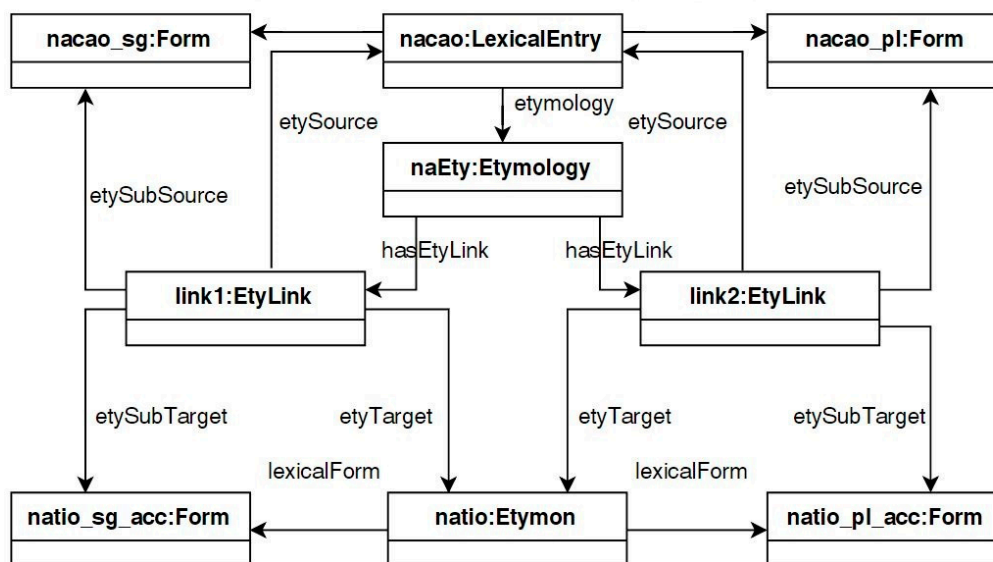 nacao_sg:Form
nacao:LexicalEntry
nacao_pl:Form
etymology
etySource
etySource
naEty:Etymology
etySubSource
etySubSource
hasEtyLink
hasEtyLink
link1:EtyLink
link2:EtyLink
etySubTarget
etyTarget
etyTarget
etySubTarget
lexicalForm
lexicalForm
natio_sg_acc:Form
natio:Etymon
natio_pl_acc:Form